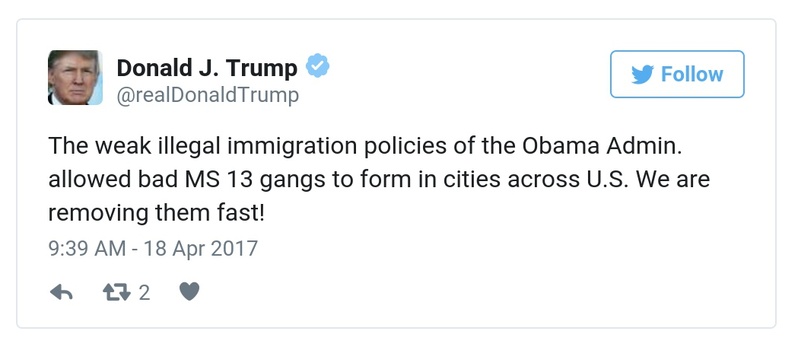 Donald J. Trump
@realDonaldTrump
Follow
The weak illegal immigration policies of the Obama Admin.
allowed bad MS 13 gangs to form in cities across U.S. We are
removing them fast!
9:39 AM - 18 Apr 2017
2